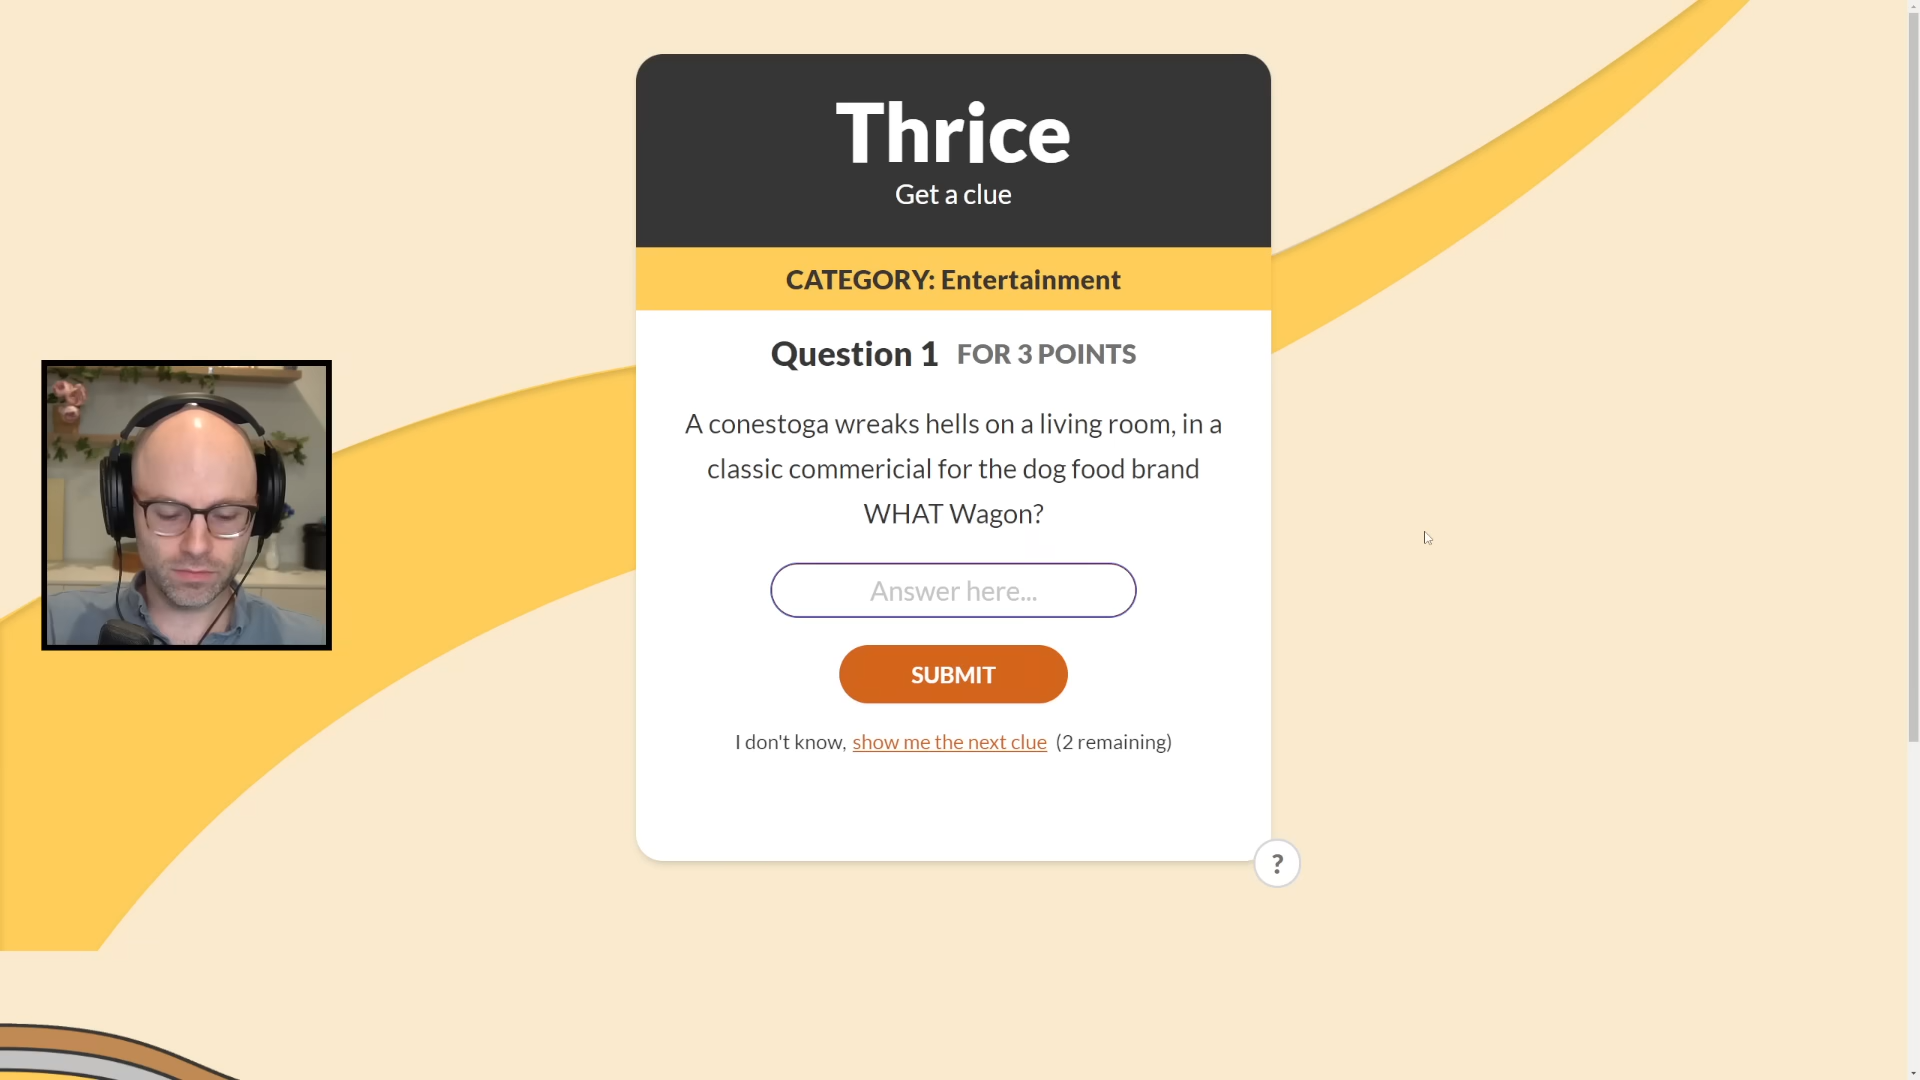 Thrice
Get a clue
CATEGORY: Entertainment
Question 1 FOR 3 POINTS
A conestoga wreaks hells on a living room, in a
classic commericial for the dog food brand
WHAT Wagon?
Answer here...
SUBMIT
I don't know, show me the next clue (2 remaining)
?